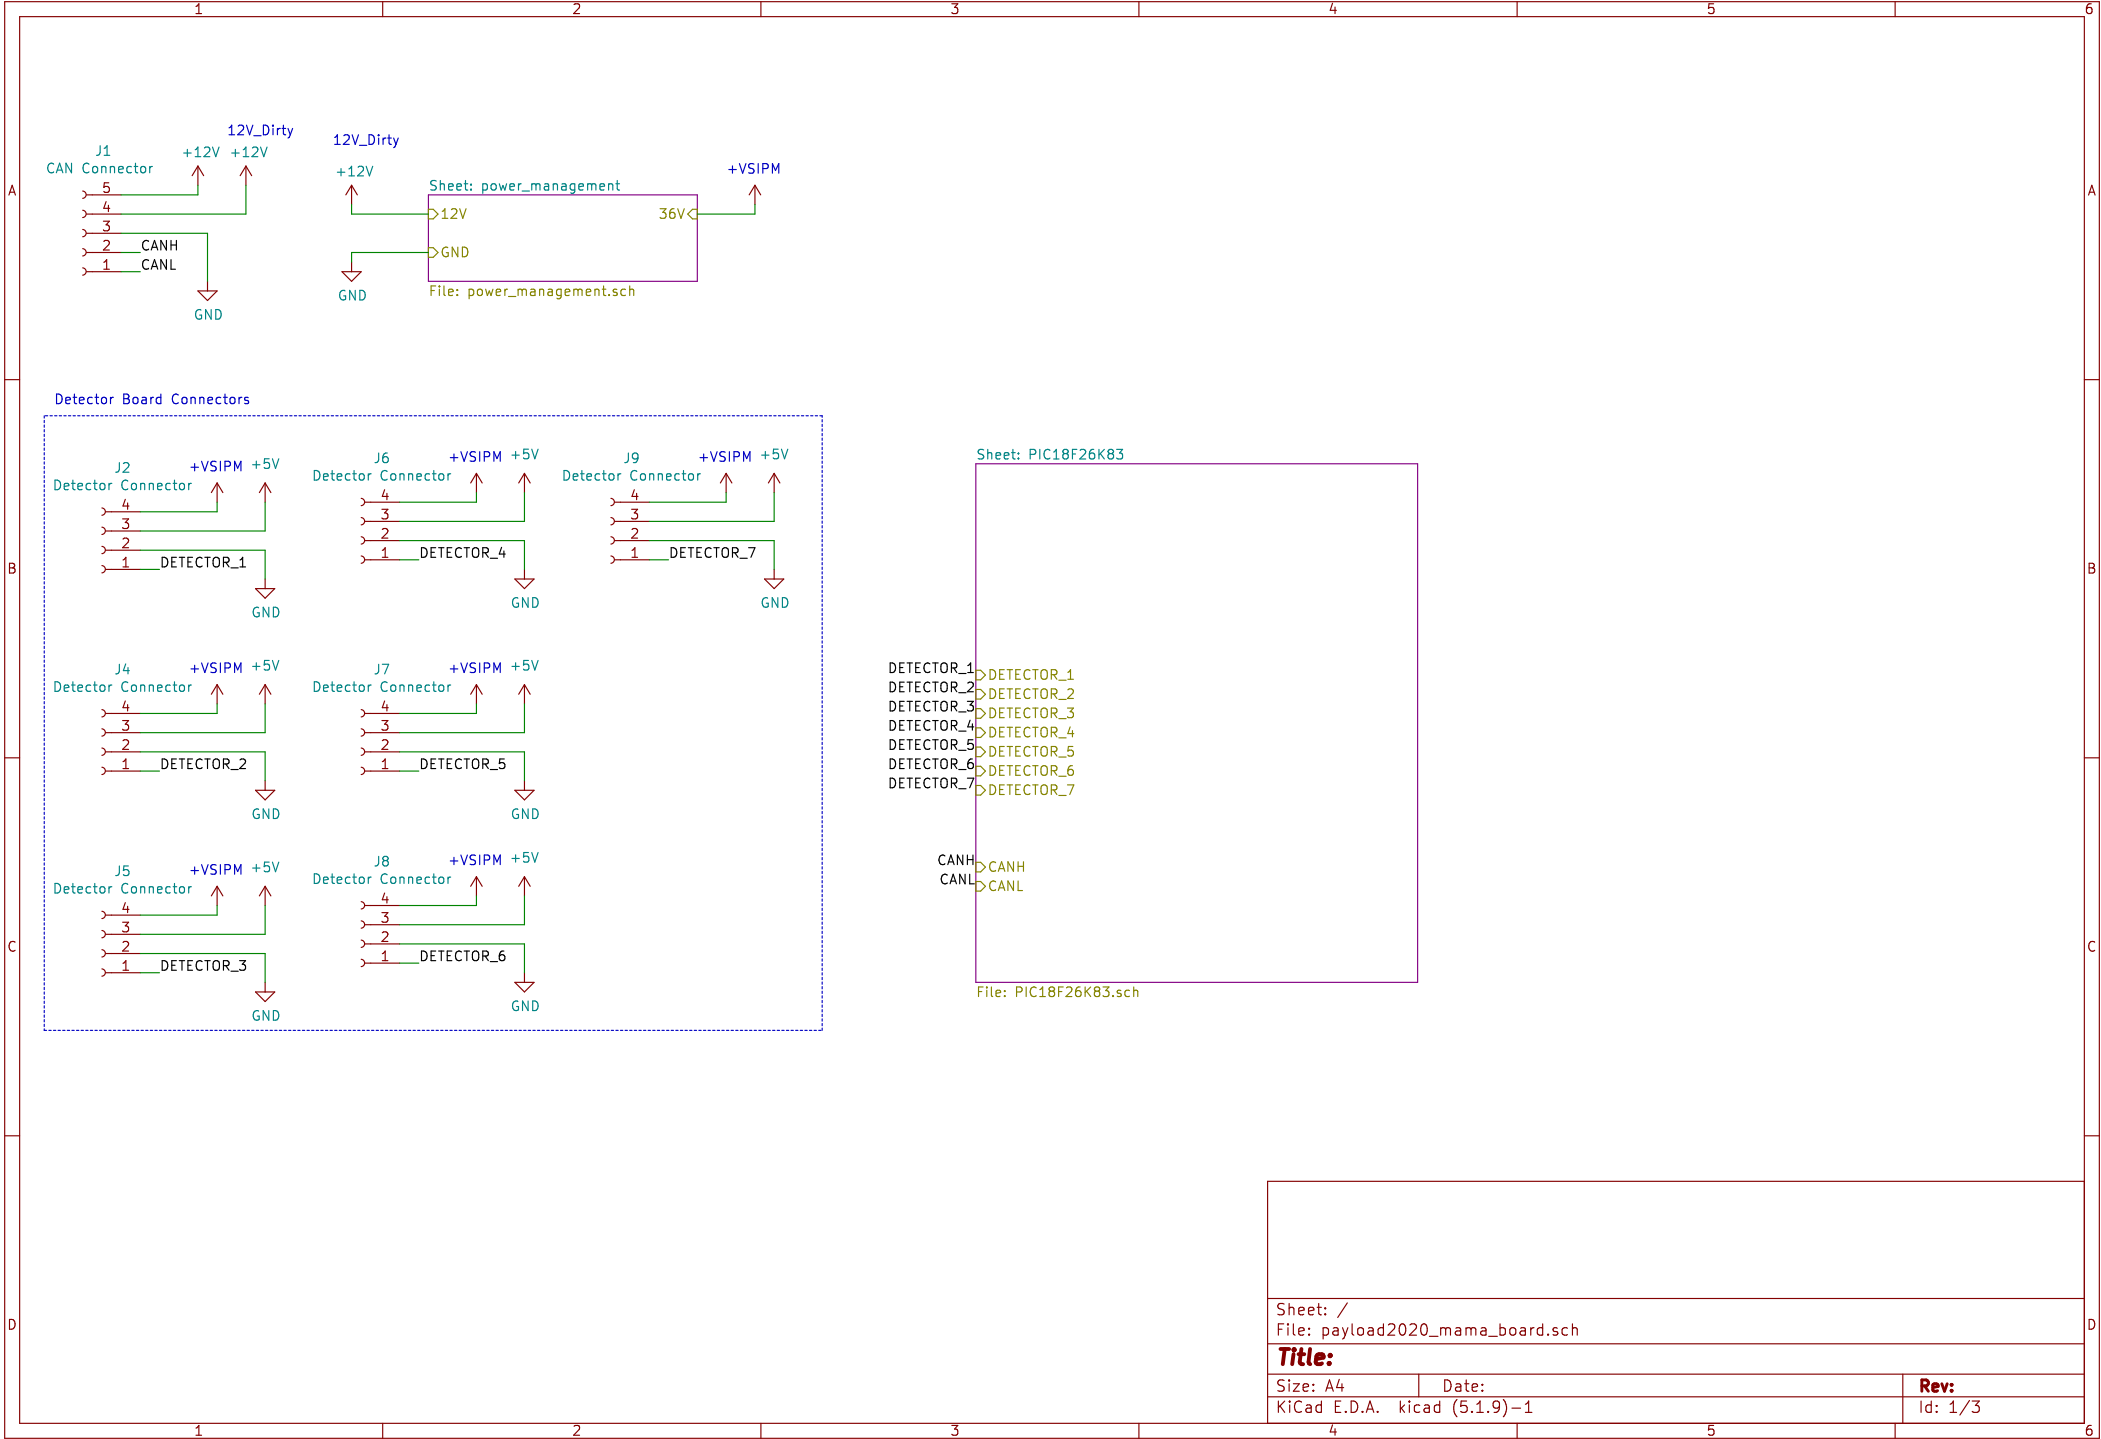 1 2 3 4 5 6
A
B
C
D
A
B
C
D
J1
CAN Connector
5
4
3
2
1
CANH
CANL
+12V
12V_Dirty
+12V
GND
12V_Dirty
+12V
GND
Sheet: power_management
12V
GND
36V
File: power_management.sch
+VSIPM
Detector Board Connectors
J2
Detector Connector
4
3
2
1
DETECTOR_1
+VSIPM
+5V
GND
J6
Detector Connector
4
3
2
1
DETECTOR_4
+VSIPM
+5V
GND
J9
Detector Connector
4
3
2
1
DETECTOR_7
+VSIPM
+5V
GND
J4
Detector Connector
4
3
2
1
DETECTOR_2
+VSIPM
+5V
GND
J7
Detector Connector
4
3
2
1
DETECTOR_5
+VSIPM
+5V
GND
J5
Detector Connector
4
3
2
1
DETECTOR_3
+VSIPM
+5V
GND
J8
Detector Connector
4
3
2
1
DETECTOR_6
+VSIPM
+5V
GND
Sheet: PIC18F26K83
DETECTOR_1 DETECTOR_1
DETECTOR_2 DETECTOR_2
DETECTOR_3 DETECTOR_3
DETECTOR_4 DETECTOR_4
DETECTOR_5 DETECTOR_5
DETECTOR_6 DETECTOR_6
DETECTOR_7 DETECTOR_7
CANH CANH
CANL CANL
File: PIC18F26K83.sch
Sheet: /
File: payload2020_mama_board.sch
Title:
Size: A4 Date: Rev:
KiCad E.D.A. kicad (5.1.9)-1 Id: 1/3
1 2 3 4 5 6